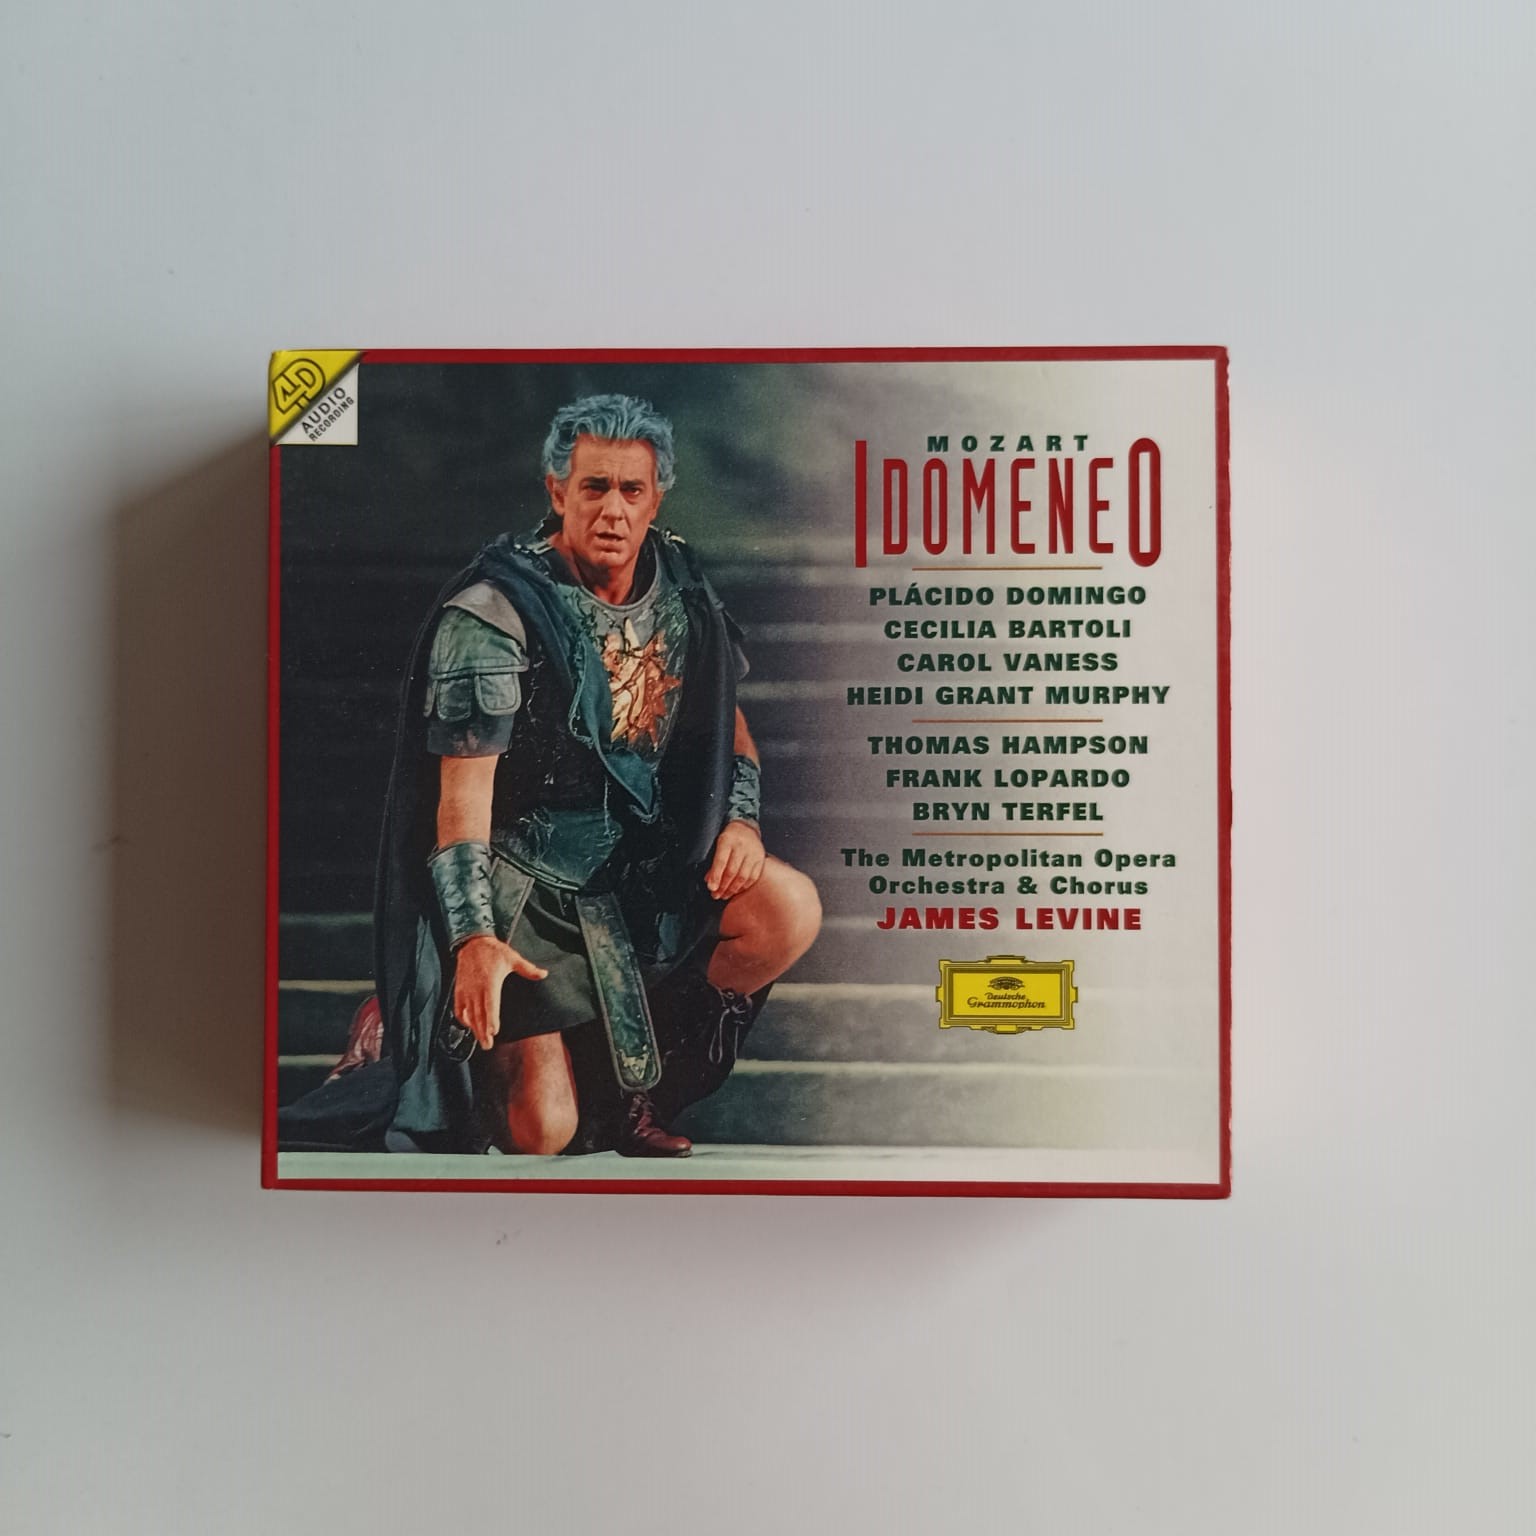 4D
AUDIO
RECORDING
MOZART
IDOMENEO
PLÁCIDO DOMINGO
CECILIA BARTOLI
CAROL VANESS
HEIDI GRANT MURPHY
THOMAS HAMPSON
FRANK LOPARDO
BRYN TERFEL
The Metropolitan Opera
Orchestra & Chorus
JAMES LEVINE
Deutsche
Grammophon